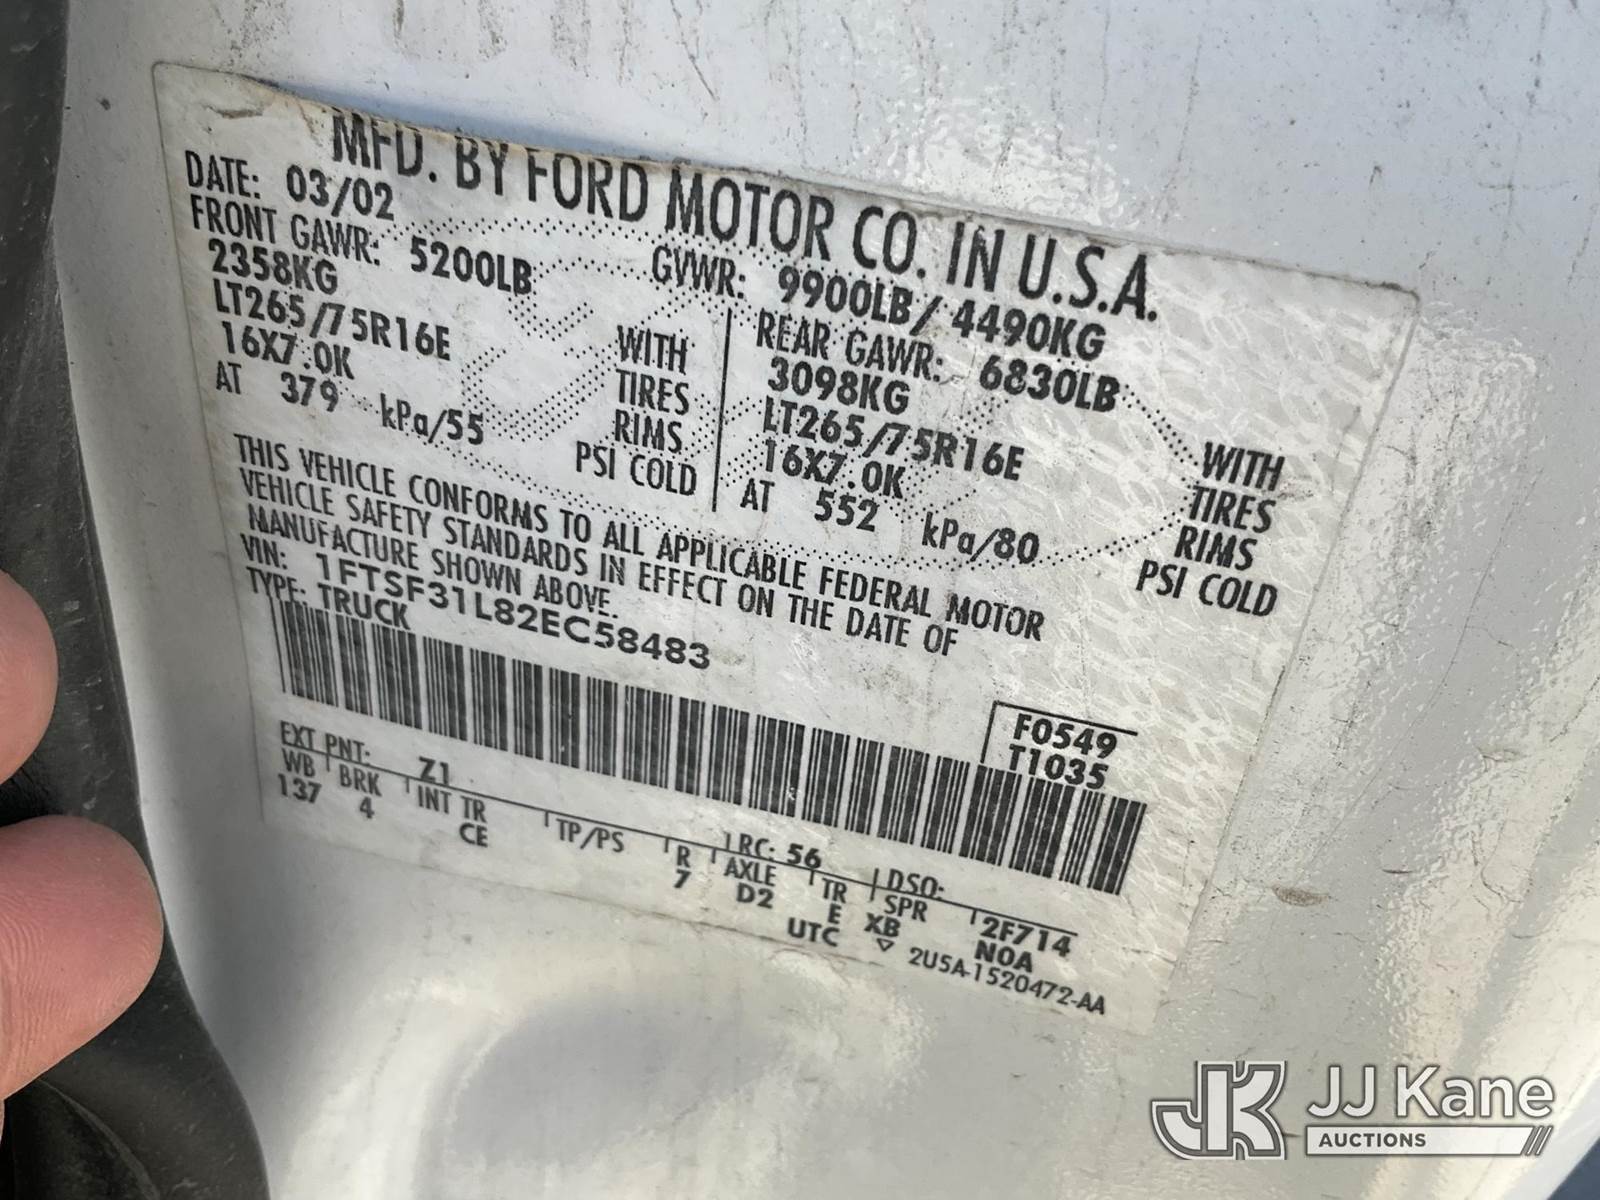 MFD. BY FORD MOTOR CO. IN U.S.A.
DATE: 03/02 GVWR: 9900LB/ 4490KG
FRONT GAWR: 5200LB REAR GAWR: 6830LB
2358KG WITH 3098KG WITH
LT265/75R16E TIRES LT265/75R16E TIRES
16X7.0K RIMS 16X7.0K RIMS
AT 379 kPa/55 PSI COLD AT 552 kPa/80 PSI COLD
THIS VEHICLE CONFORMS TO ALL APPLICABLE FEDERAL MOTOR
VEHICLE SAFETY STANDARDS IN EFFECT ON THE DATE OF
MANUFACTURE SHOWN ABOVE.
VIN: 1FTSF31L82EC58483
TYPE: TRUCK
F0549
T1035
EXT PNT: Z1 RC: 56 DSO:
WB BRK INT TR TP/PS R AXLE TR SPR 2F714
137 4 CE 7 D2 E XB NOA
UTC ▽ 2U5A-1520472-AA
JK JJ Kane
AUCTIONS